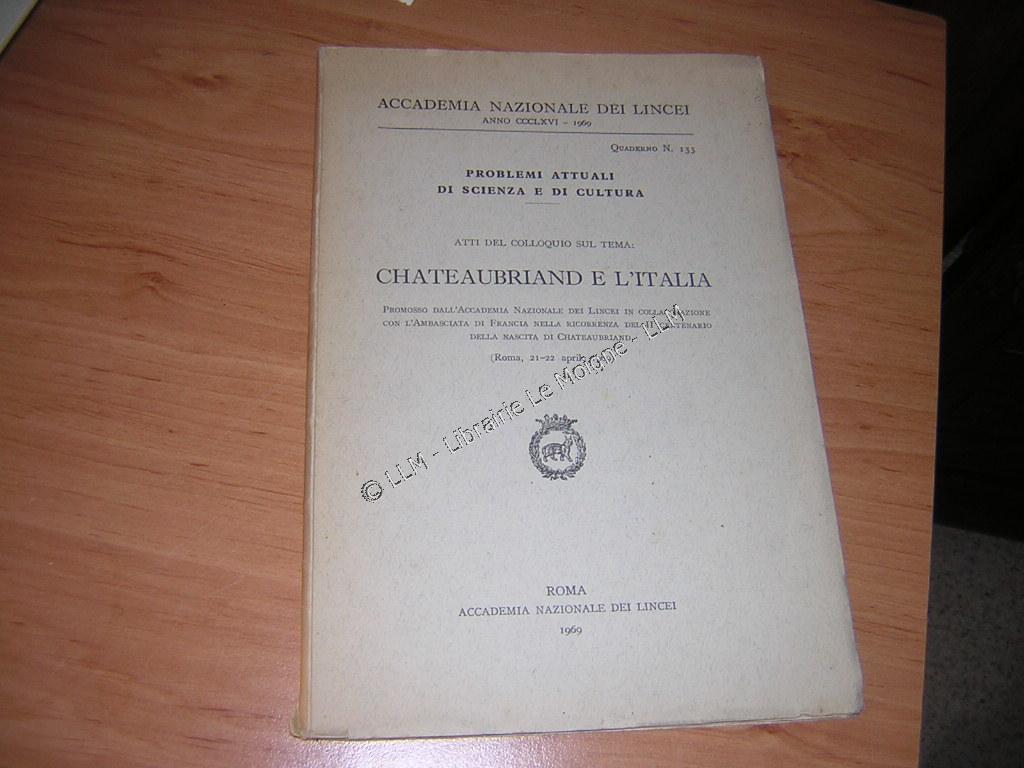 ACCADEMIA NAZIONALE DEI LINCEI
ANNO CCCLXVI – 1969
QUADERNO N. 133
PROBLEMI ATTUALI
DI SCIENZA E DI CULTURA
ATTI DEL COLLOQUIO SUL TEMA:
CHATEAUBRIAND E L'ITALIA
PROMOSSO DALL'ACCADEMIA NAZIONALE DEI LINCEI IN COLLABORAZIONE
CON L'AMBASCIATA DI FRANCIA NELLA RICORRENZA DEL CENTENARIO
DELLA NASCITA DI CHATEAUBRIAND
(Roma, 21-22 aprile
© LLM - Librairie Le Moigne - LLM
ROMA
ACCADEMIA NAZIONALE DEI LINCEI
1969